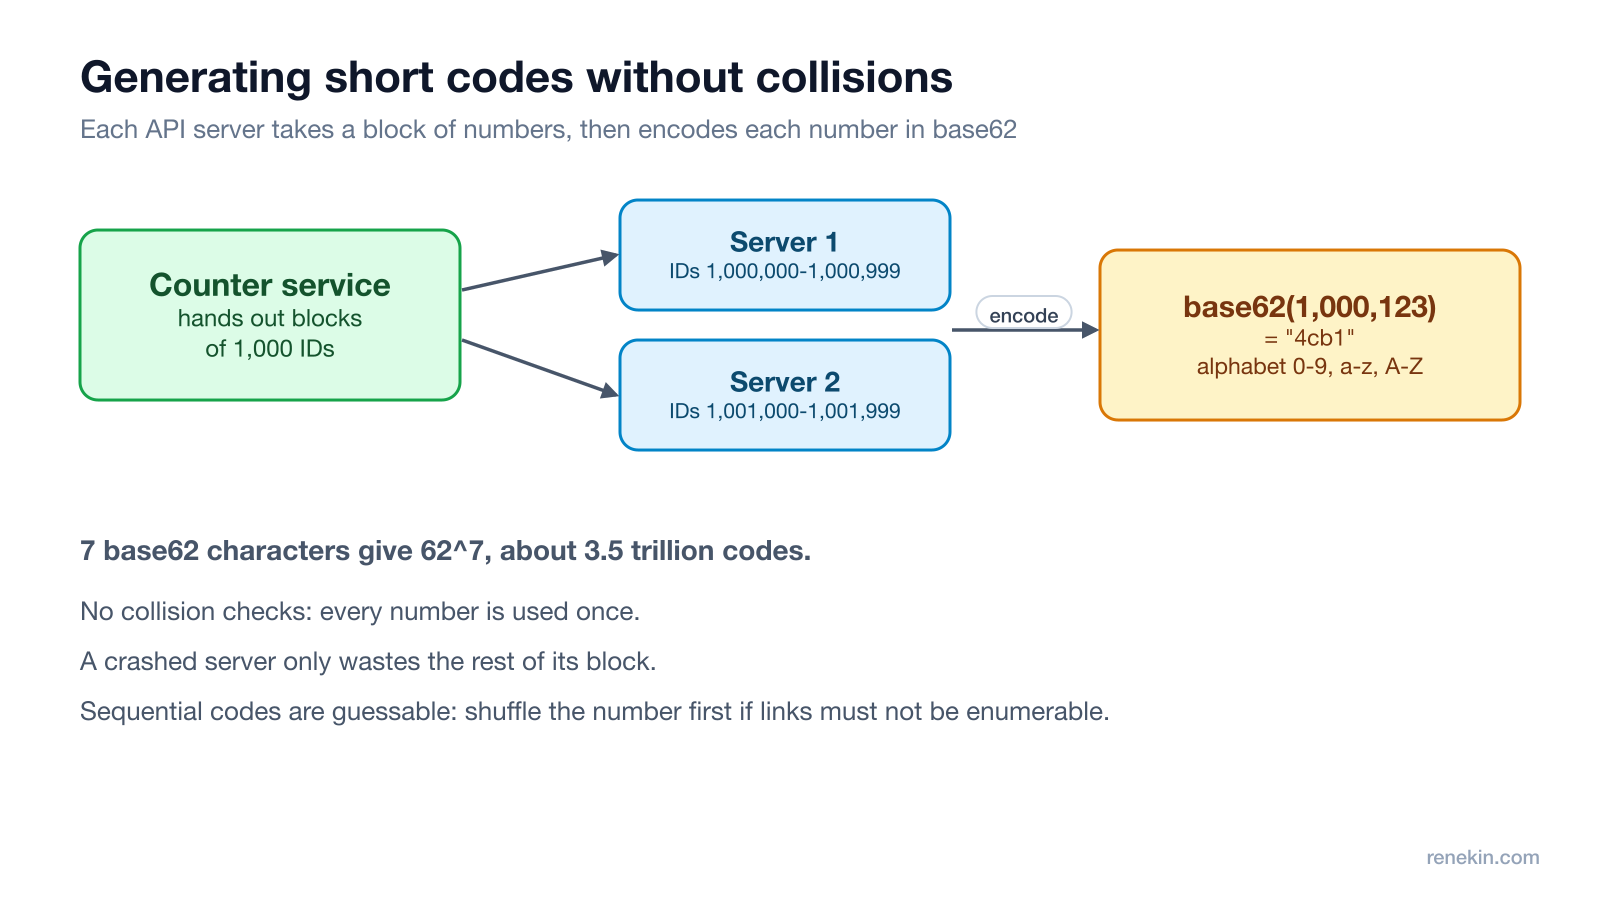 Generating short codes without collisions
Each API server takes a block of numbers, then encodes each number in base62
Counter service
hands out blocks
of 1,000 IDs
Server 1
IDs 1,000,000-1,000,999
Server 2
IDs 1,001,000-1,001,999
encode
base62(1,000,123)
= "4cb1"
alphabet 0-9, a-z, A-Z
7 base62 characters give 62^7, about 3.5 trillion codes.
No collision checks: every number is used once.
A crashed server only wastes the rest of its block.
Sequential codes are guessable: shuffle the number first if links must not be enumerable.
renekin.com